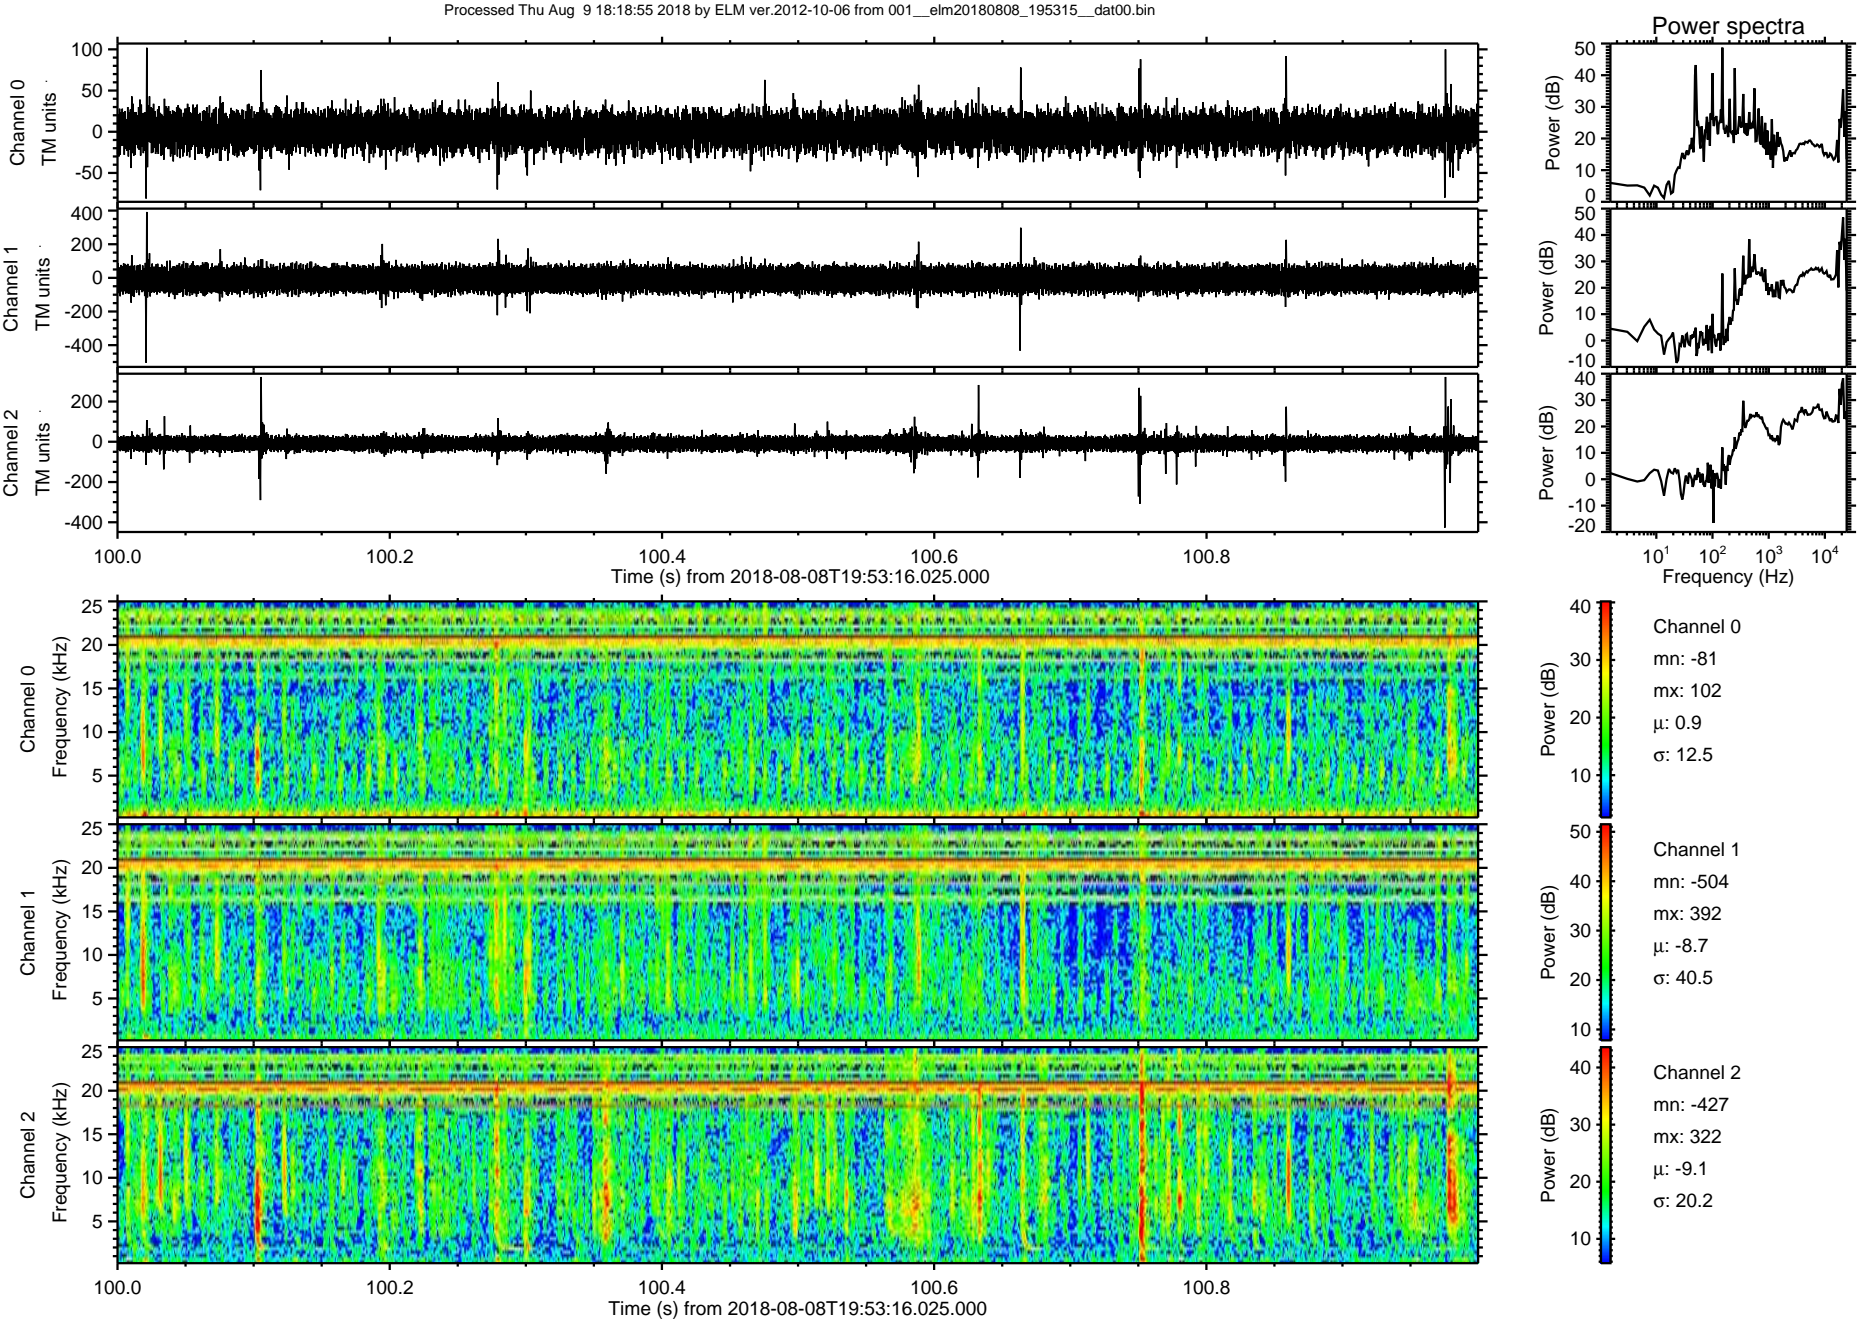 Processed Thu Aug  9 18:18:55 2018 by ELM ver.2012-10-06 from 001__elm20180808_195315__dat00.bin
Power spectra
Channel 0
TM units
100
50
0
-50
Power (dB)
50
40
30
20
10
0
Channel 1
TM units
400
200
0
-200
-400
Power (dB)
50
40
30
20
10
0
-10
Channel 2
TM units
200
0
-200
-400
Power (dB)
40
30
20
10
0
-10
-20
100.0 100.2 100.4 100.6 100.8
Time (s) from 2018-08-08T19:53:16.025.000
10¹ 10² 10³ 10⁴
Frequency (Hz)
Channel 0
Frequency (kHz)
25
20
15
10
5
Power (dB)
40
30
20
10
Channel 0
mn: -81
mx: 102
μ: 0.9
σ: 12.5
Channel 1
Frequency (kHz)
25
20
15
10
5
Power (dB)
50
40
30
20
10
Channel 1
mn: -504
mx: 392
μ: -8.7
σ: 40.5
Channel 2
Frequency (kHz)
25
20
15
10
5
Power (dB)
40
30
20
10
Channel 2
mn: -427
mx: 322
μ: -9.1
σ: 20.2
100.0 100.2 100.4 100.6 100.8
Time (s) from 2018-08-08T19:53:16.025.000